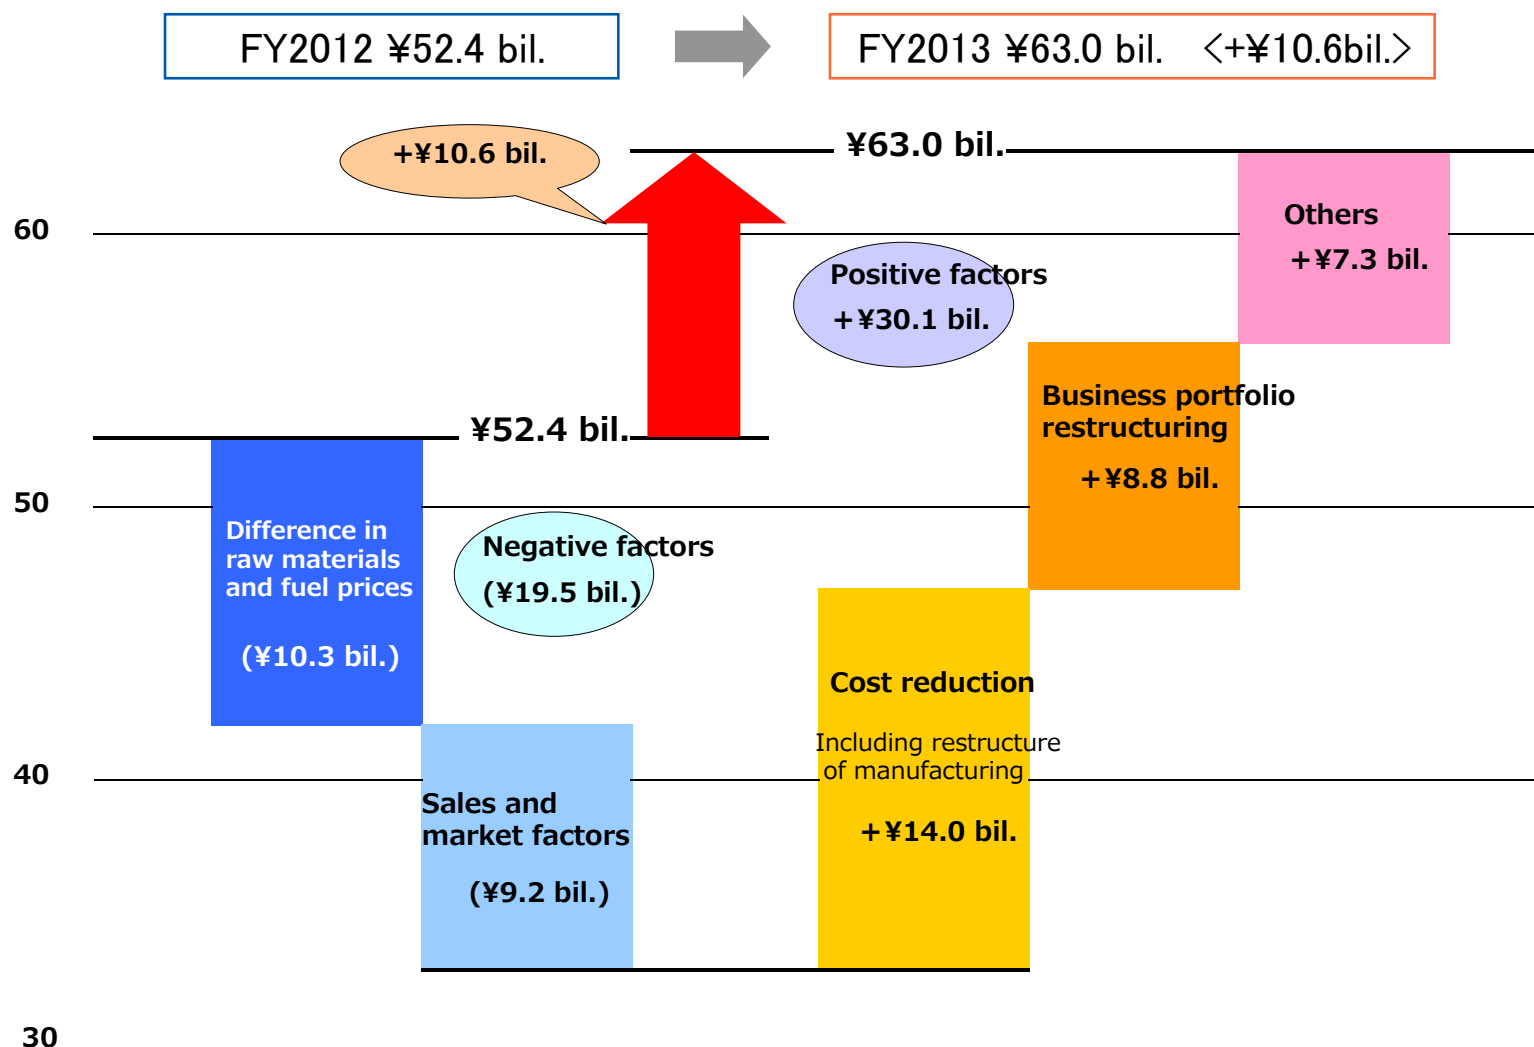 FY2012 ¥52.4 bil.
FY2013 ¥63.0 bil. <+¥10.6bil.>
+¥10.6 bil.
¥63.0 bil.
60
Others
+¥7.3 bil.
Positive factors
+¥30.1 bil.
Business portfolio
restructuring
+¥8.8 bil.
¥52.4 bil.
50
Difference in
raw materials
and fuel prices
(¥10.3 bil.)
Negative factors
(¥19.5 bil.)
Cost reduction
Including restructure
of manufacturing
+¥14.0 bil.
40
Sales and
market factors
(¥9.2 bil.)
30